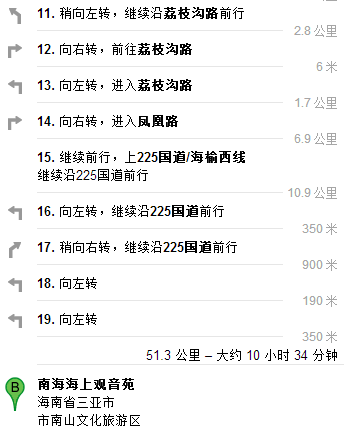 11. 稍向左转，继续沿荔枝沟路前行
2.8 公里
12. 向右转，前往荔枝沟路
6 米
13. 向左转，进入荔枝沟路
1.7 公里
14. 向右转，进入凤凰路
6.9 公里
15. 继续前行，上225国道/海榆西线
继续沿225国道前行
10.9 公里
16. 向左转，继续沿225国道前行
350 米
17. 稍向右转，继续沿225国道前行
900 米
18. 向左转
190 米
19. 向左转
350 米
51.3 公里 – 大约 10 小时 34 分钟
B
南海海上观音苑
海南省三亚市
市南山文化旅游区